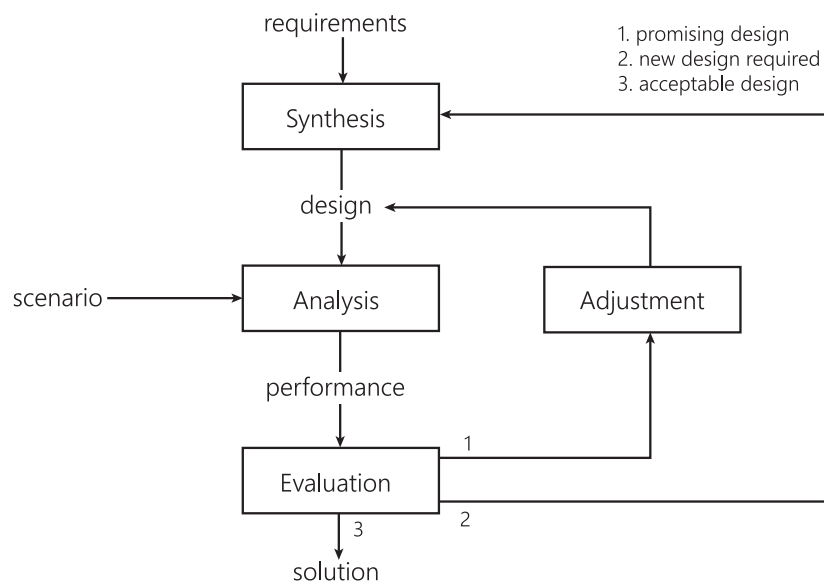 requirements
1. promising design
2. new design required
3. acceptable design
Synthesis
design
scenario
Analysis
Adjustment
performance
1
Evaluation
2
3
solution